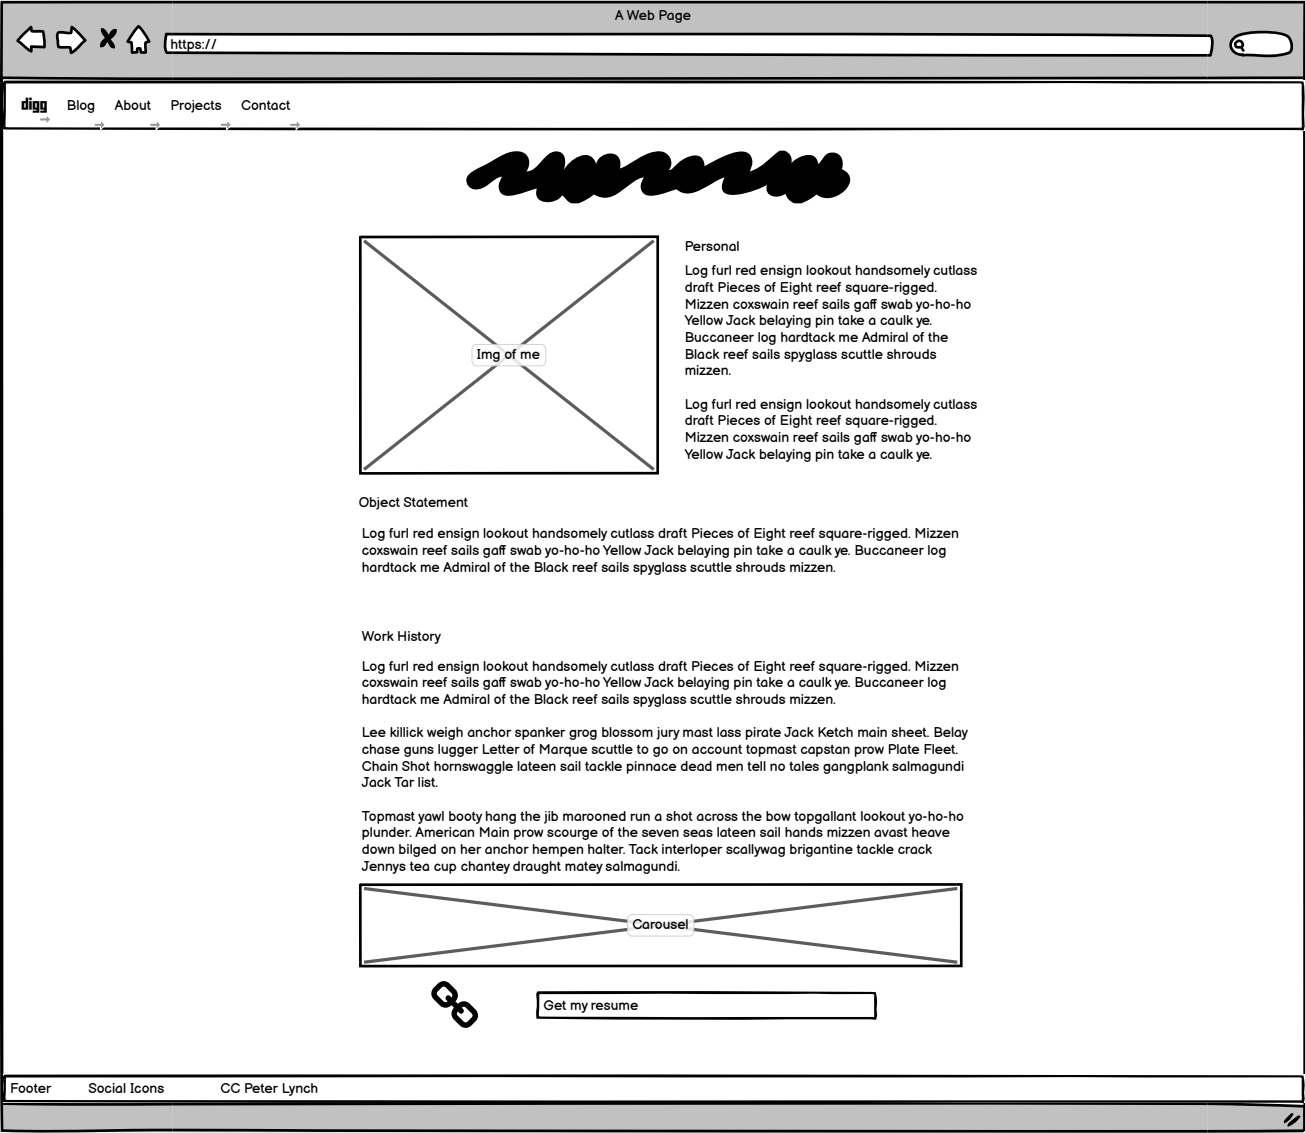 A Web Page
https://
digg Blog About Projects Contact
Personal
Log furl red ensign lookout handsomely cutlass
draft Pieces of Eight reef square-rigged.
Mizzen coxswain reef sails gaff swab yo-ho-ho
Yellow Jack belaying pin take a caulk ye.
Buccaneer log hardtack me Admiral of the
Black reef sails spyglass scuttle shrouds
mizzen.
Img of me
Log furl red ensign lookout handsomely cutlass
draft Pieces of Eight reef square-rigged.
Mizzen coxswain reef sails gaff swab yo-ho-ho
Yellow Jack belaying pin take a caulk ye.
Object Statement
Log furl red ensign lookout handsomely cutlass draft Pieces of Eight reef square-rigged. Mizzen
coxswain reef sails gaff swab yo-ho-ho Yellow Jack belaying pin take a caulk ye. Buccaneer log
hardtack me Admiral of the Black reef sails spyglass scuttle shrouds mizzen.
Work History
Log furl red ensign lookout handsomely cutlass draft Pieces of Eight reef square-rigged. Mizzen
coxswain reef sails gaff swab yo-ho-ho Yellow Jack belaying pin take a caulk ye. Buccaneer log
hardtack me Admiral of the Black reef sails spyglass scuttle shrouds mizzen.
Lee killick weigh anchor spanker grog blossom jury mast lass pirate Jack Ketch main sheet. Belay
chase guns lugger Letter of Marque scuttle to go on account topmast capstan prow Plate Fleet.
Chain Shot hornswaggle lateen sail tackle pinnace dead men tell no tales gangplank salmagundi
Jack Tar list.
Topmast yawl booty hang the jib marooned run a shot across the bow topgallant lookout yo-ho-ho
plunder. American Main prow scourge of the seven seas lateen sail hands mizzen avast heave
down bilged on her anchor hempen halter. Tack interloper scallywag brigantine tackle crack
Jennys tea cup chantey draught matey salmagundi.
Carousel
Get my resume
Footer Social Icons CC Peter Lynch